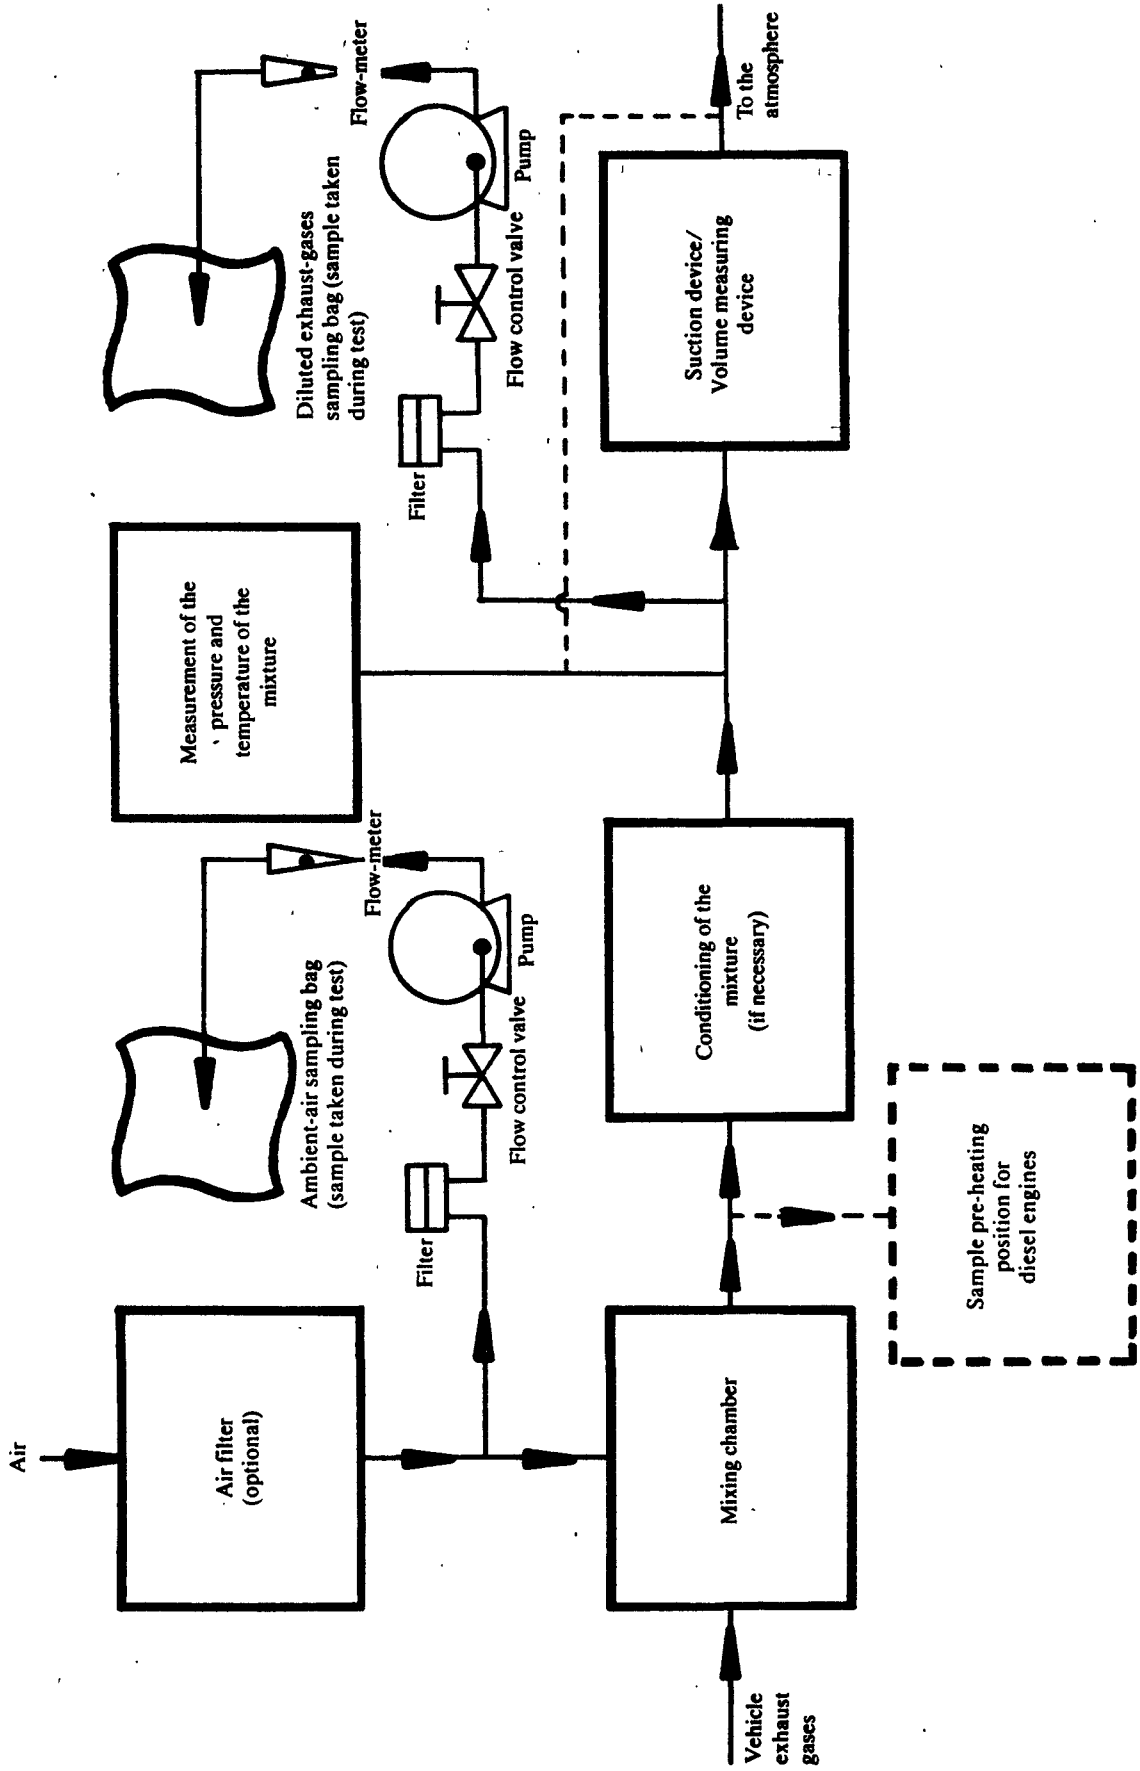 Air
Air filter
(optional)
Ambient-air sampling bag
(sample taken during test)
Filter
Flow control valve
Pump
Flow-meter
Measurement of the
pressure and
temperature of the
mixture
Diluted exhaust-gases
sampling bag (sample taken
during test)
Filter
Flow control valve
Pump
Flow-meter
Vehicle
exhaust
gases
Mixing chamber
Conditioning of the
mixture
(if necessary)
Suction device/
Volume measuring
device
To the
atmosphere
Sample pre-heating
position for
diesel engines